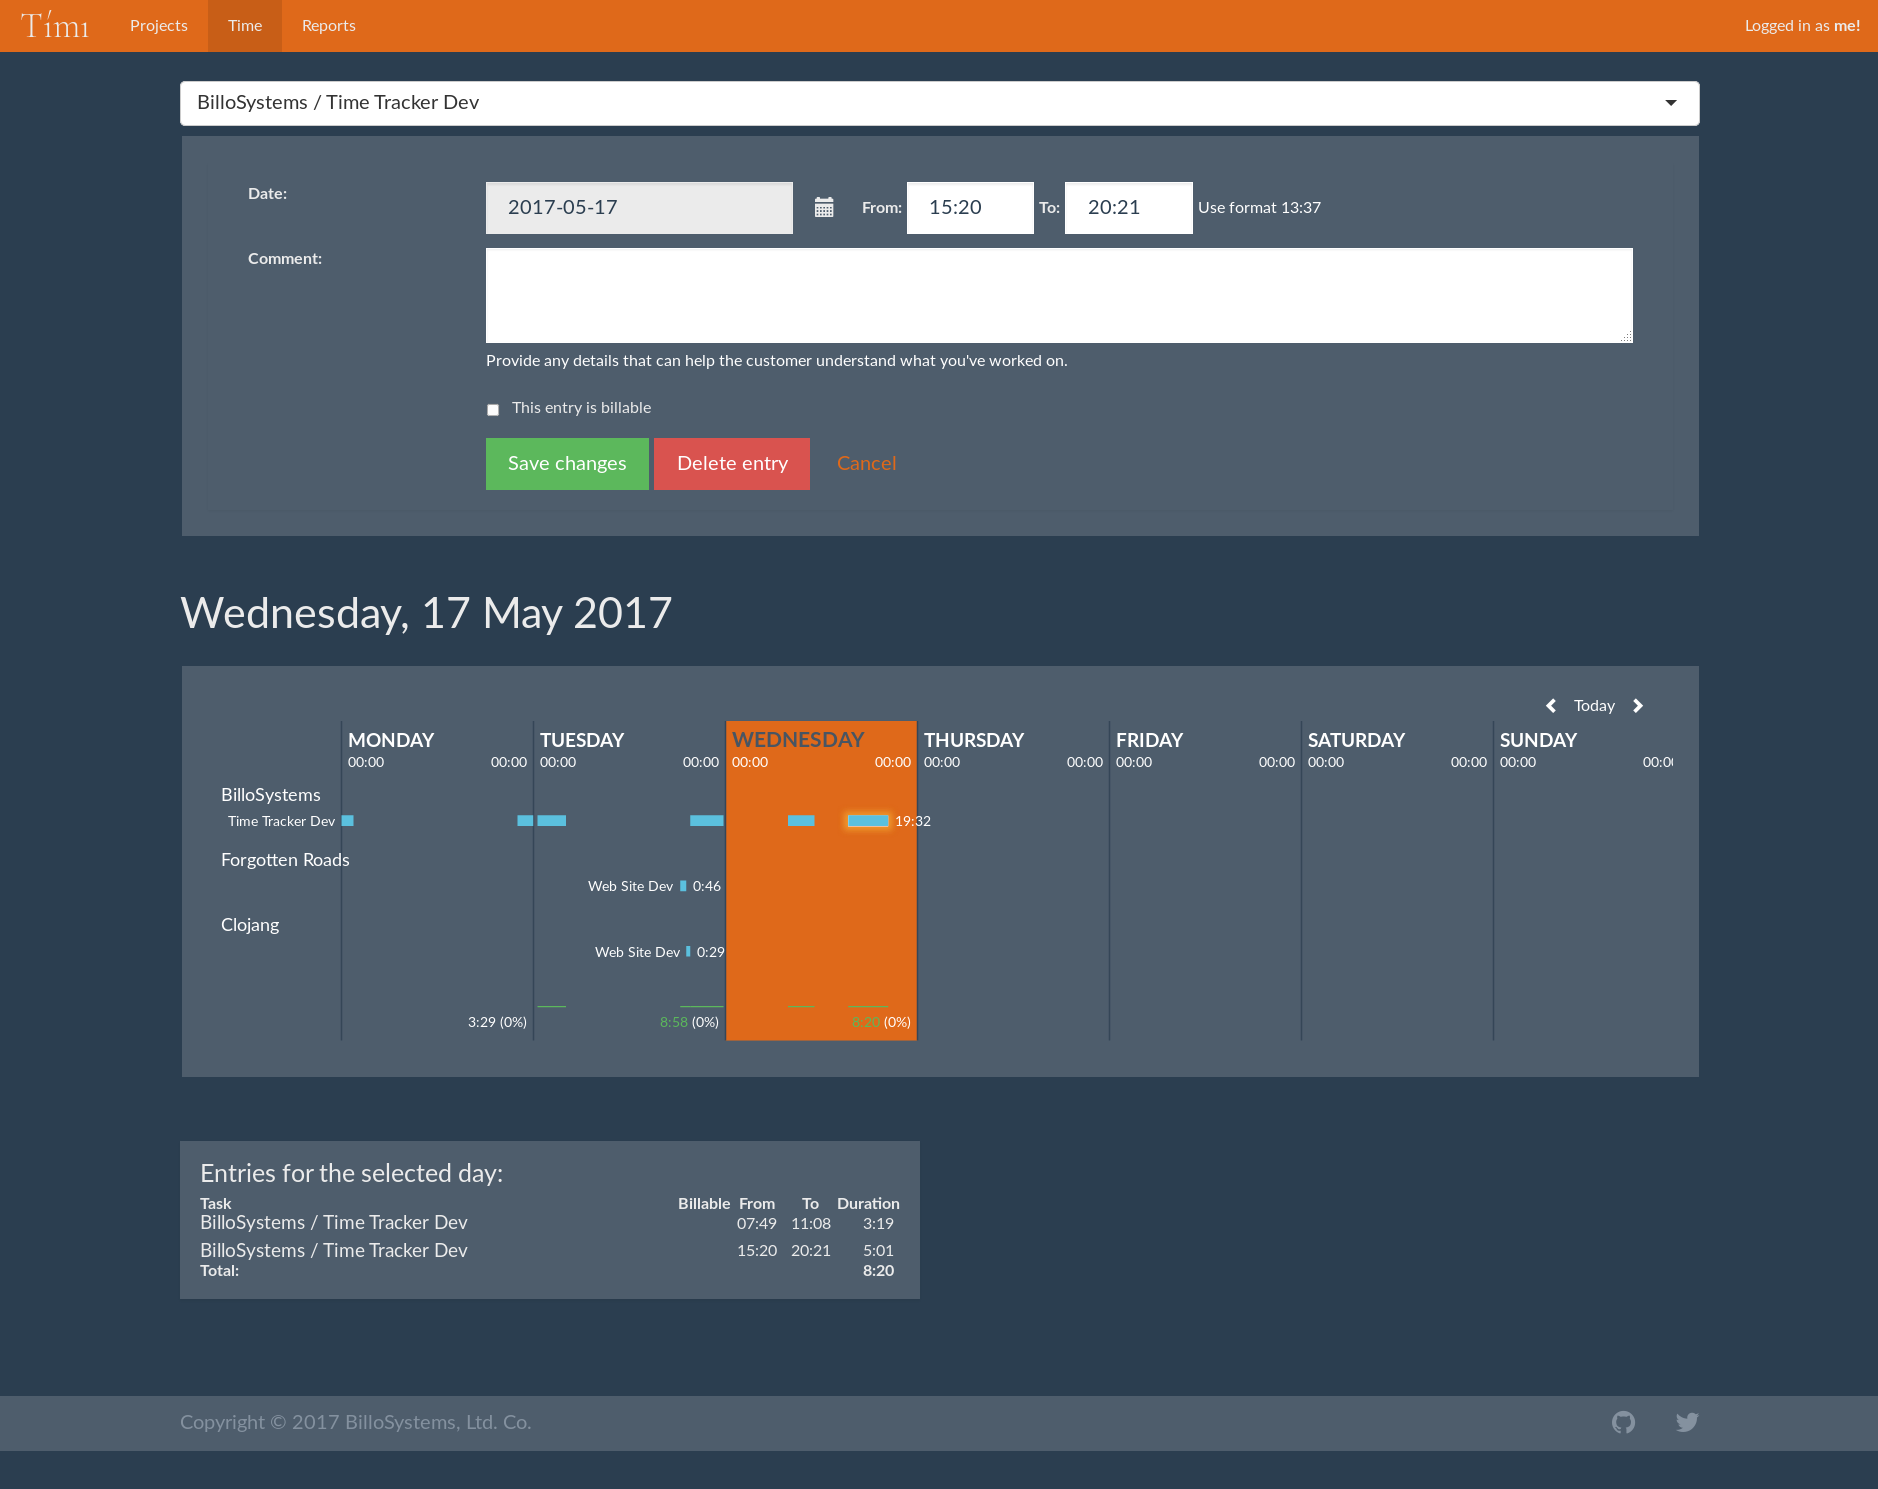 Tímı Projects Time Reports Logged in as me!
BilloSystems / Time Tracker Dev
Date: 2017-05-17 From: 15:20 To: 20:21 Use format 13:37
Comment:
Provide any details that can help the customer understand what you've worked on.
This entry is billable
Save changes Delete entry Cancel
Wednesday, 17 May 2017
Today
MONDAY TUESDAY WEDNESDAY THURSDAY FRIDAY SATURDAY SUNDAY
00:00 00:00 00:00 00:00 00:00 00:00 00:00 00:00 00:00 00:00 00:00 00:00 00:00 00:0
BilloSystems
Time Tracker Dev 19:32
Forgotten Roads
Web Site Dev 0:46
Clojang
Web Site Dev 0:29
3:29 (0%) 8:58 (0%) 8:20 (0%)
Entries for the selected day:
Task Billable From To Duration
BilloSystems / Time Tracker Dev 07:49 11:08 3:19
BilloSystems / Time Tracker Dev 15:20 20:21 5:01
Total: 8:20
Copyright © 2017 BilloSystems, Ltd. Co.